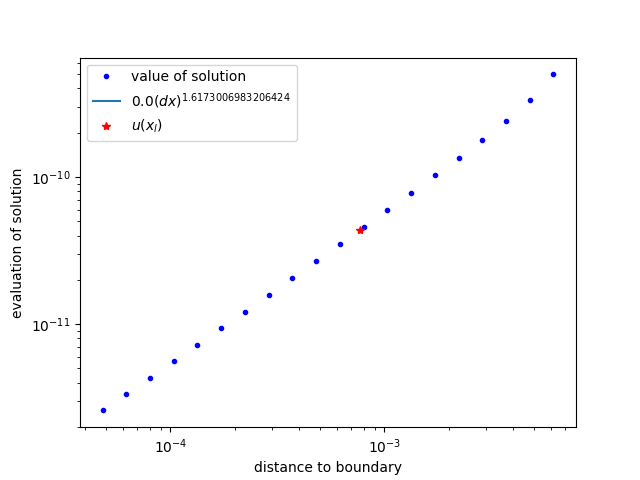 value of solution
0.0(dx)^1.6173006983206424
u(x_l)
evaluation of solution
10^-10
10^-11
10^-4
10^-3
distance to boundary